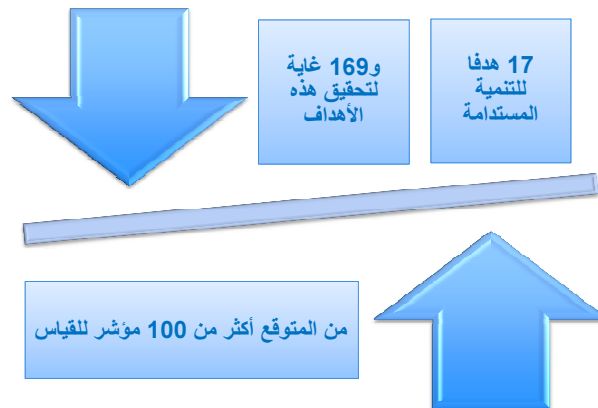 17 هدفا
للتنمية
المستدامة
و169 غاية
لتحقيق هذه
الأهداف
من المتوقع أكثر من 100 مؤشر للقياس